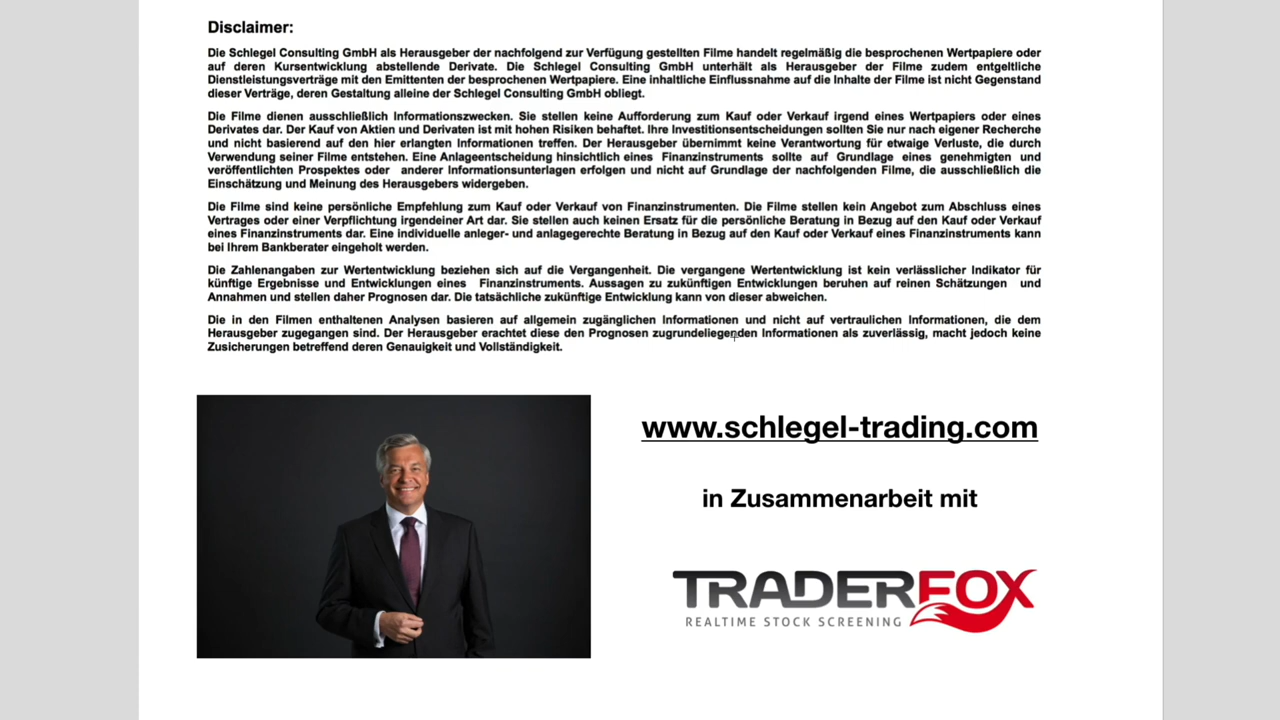 Disclaimer:
Die Schlegel Consulting GmbH als Herausgeber der nachfolgend zur Verfügung gestellten Filme handelt regelmäßig die besprochenen Wertpapiere oder
auf deren Kursentwicklung abstellende Derivate. Die Schlegel Consulting GmbH unterhält als Herausgeber der Filme zudem entgeltliche
Dienstleistungsverträge mit den Emittenten der besprochenen Wertpapiere. Eine inhaltliche Einflussnahme auf die Inhalte der Filme ist nicht Gegenstand
dieser Verträge, deren Gestaltung alleine der Schlegel Consulting GmbH obliegt.
Die Filme dienen ausschließlich Informationszwecken. Sie stellen keine Aufforderung zum Kauf oder Verkauf irgend eines Wertpapiers oder eines
Derivates dar. Der Kauf von Aktien und Derivaten ist mit hohen Risiken behaftet. Ihre Investitionsentscheidungen sollten Sie nur nach eigener Recherche
und nicht basierend auf den hier erlangten Informationen treffen. Der Herausgeber übernimmt keine Verantwortung für etwaige Verluste, die durch
Verwendung seiner Filme entstehen. Eine Anlageentscheidung hinsichtlich eines Finanzinstruments sollte auf Grundlage eines genehmigten und
veröffentlichten Prospektes oder anderer Informationsunterlagen erfolgen und nicht auf Grundlage der nachfolgenden Filme, die ausschließlich die
Einschätzung und Meinung des Herausgebers widergeben.
Die Filme sind keine persönliche Empfehlung zum Kauf oder Verkauf von Finanzinstrumenten. Die Filme stellen kein Angebot zum Abschluss eines
Vertrages oder einer Verpflichtung irgendeiner Art dar. Sie stellen auch keinen Ersatz für die persönliche Beratung in Bezug auf den Kauf oder Verkauf
eines Finanzinstruments dar. Eine individuelle anleger- und anlagegerechte Beratung in Bezug auf den Kauf oder Verkauf eines Finanzinstruments kann
bei Ihrem Bankberater eingeholt werden.
Die Zahlenangaben zur Wertentwicklung beziehen sich auf die Vergangenheit. Die vergangene Wertentwicklung ist kein verlässlicher Indikator für
künftige Ergebnisse und Entwicklungen eines Finanzinstruments. Aussagen zu zukünftigen Entwicklungen beruhen auf reinen Schätzungen und
Annahmen und stellen daher Prognosen dar. Die tatsächliche zukünftige Entwicklung kann von dieser abweichen.
Die in den Filmen enthaltenen Analysen basieren auf allgemein zugänglichen Informationen und nicht auf vertraulichen Informationen, die dem
Herausgeber zugegangen sind. Der Herausgeber erachtet diese den Prognosen zugrundeliegenden Informationen als zuverlässig, macht jedoch keine
Zusicherungen betreffend deren Genauigkeit und Vollständigkeit.
www.schlegel-trading.com
in Zusammenarbeit mit
TRADERFOX
REALTIME STOCK SCREENING